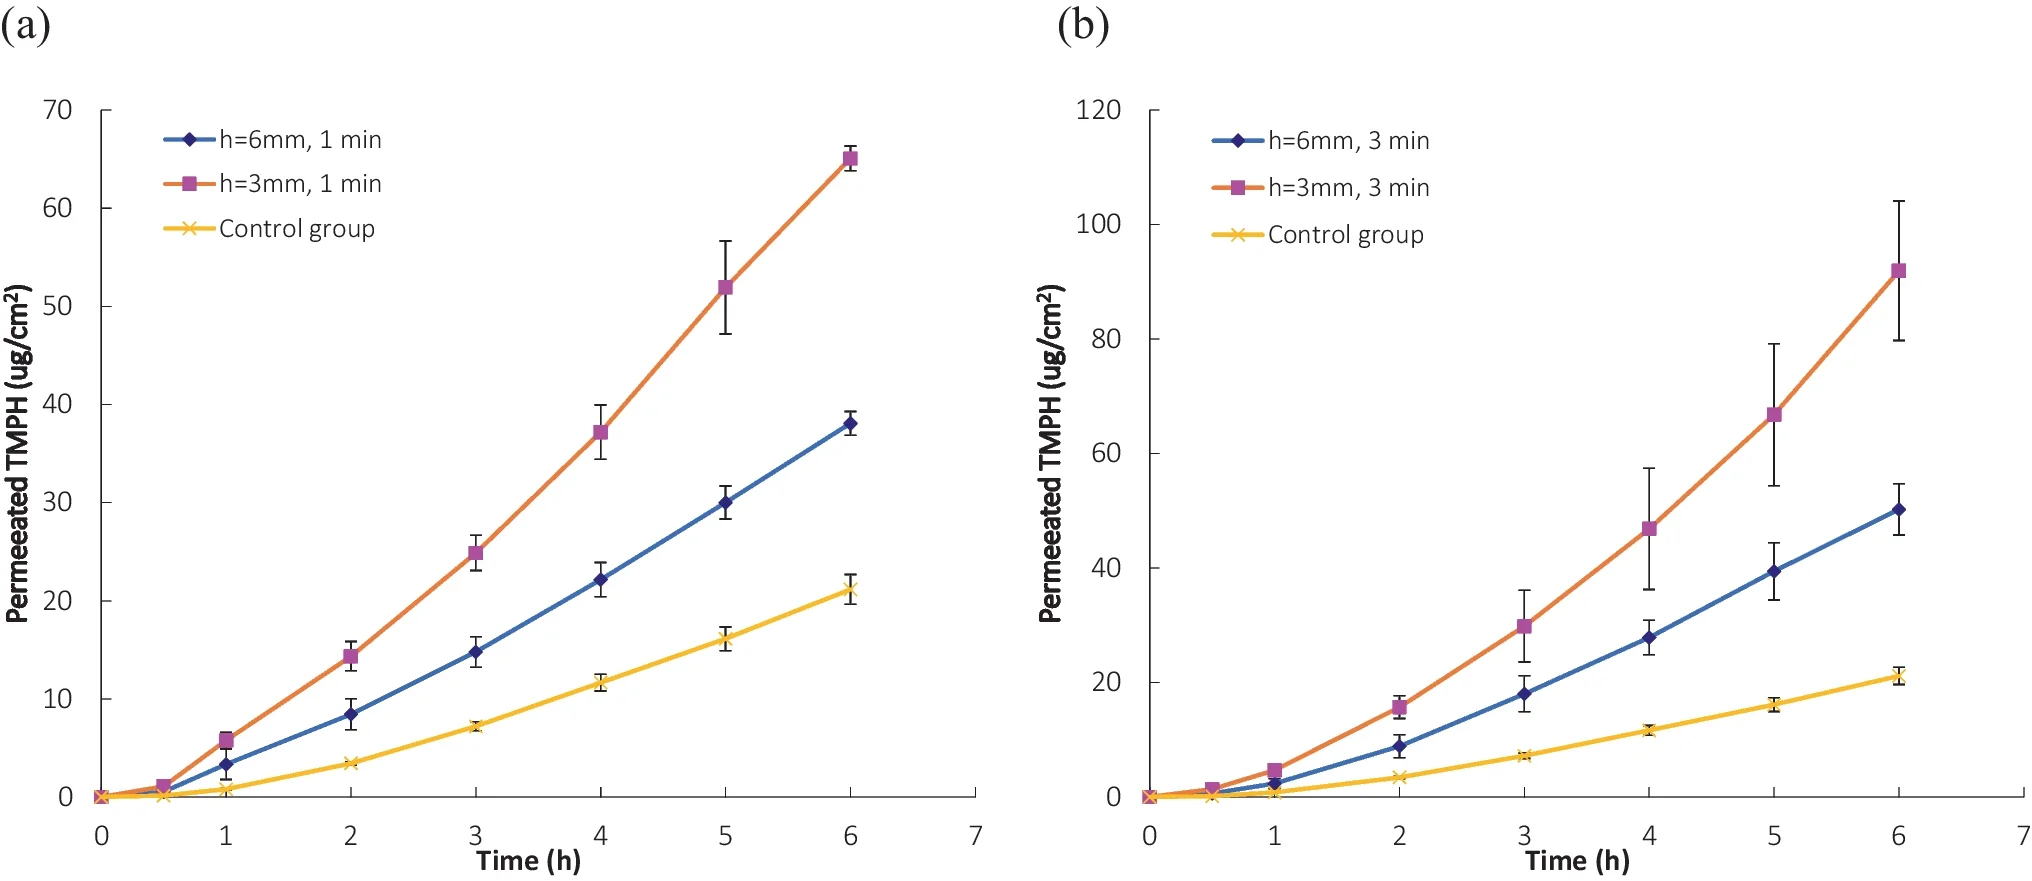 (a)
70
60
50
40
30
20
10
0
0 1 2 3 4 5 6 7
h=6mm, 1 min
h=3mm, 1 min
Control group
Permeeated TMPH (ug/cm²)
Time (h)
(b)
120
100
80
60
40
20
0
0 1 2 3 4 5 6 7
h=6mm, 3 min
h=3mm, 3 min
Control group
Permeeated TMPH (ug/cm²)
Time (h)